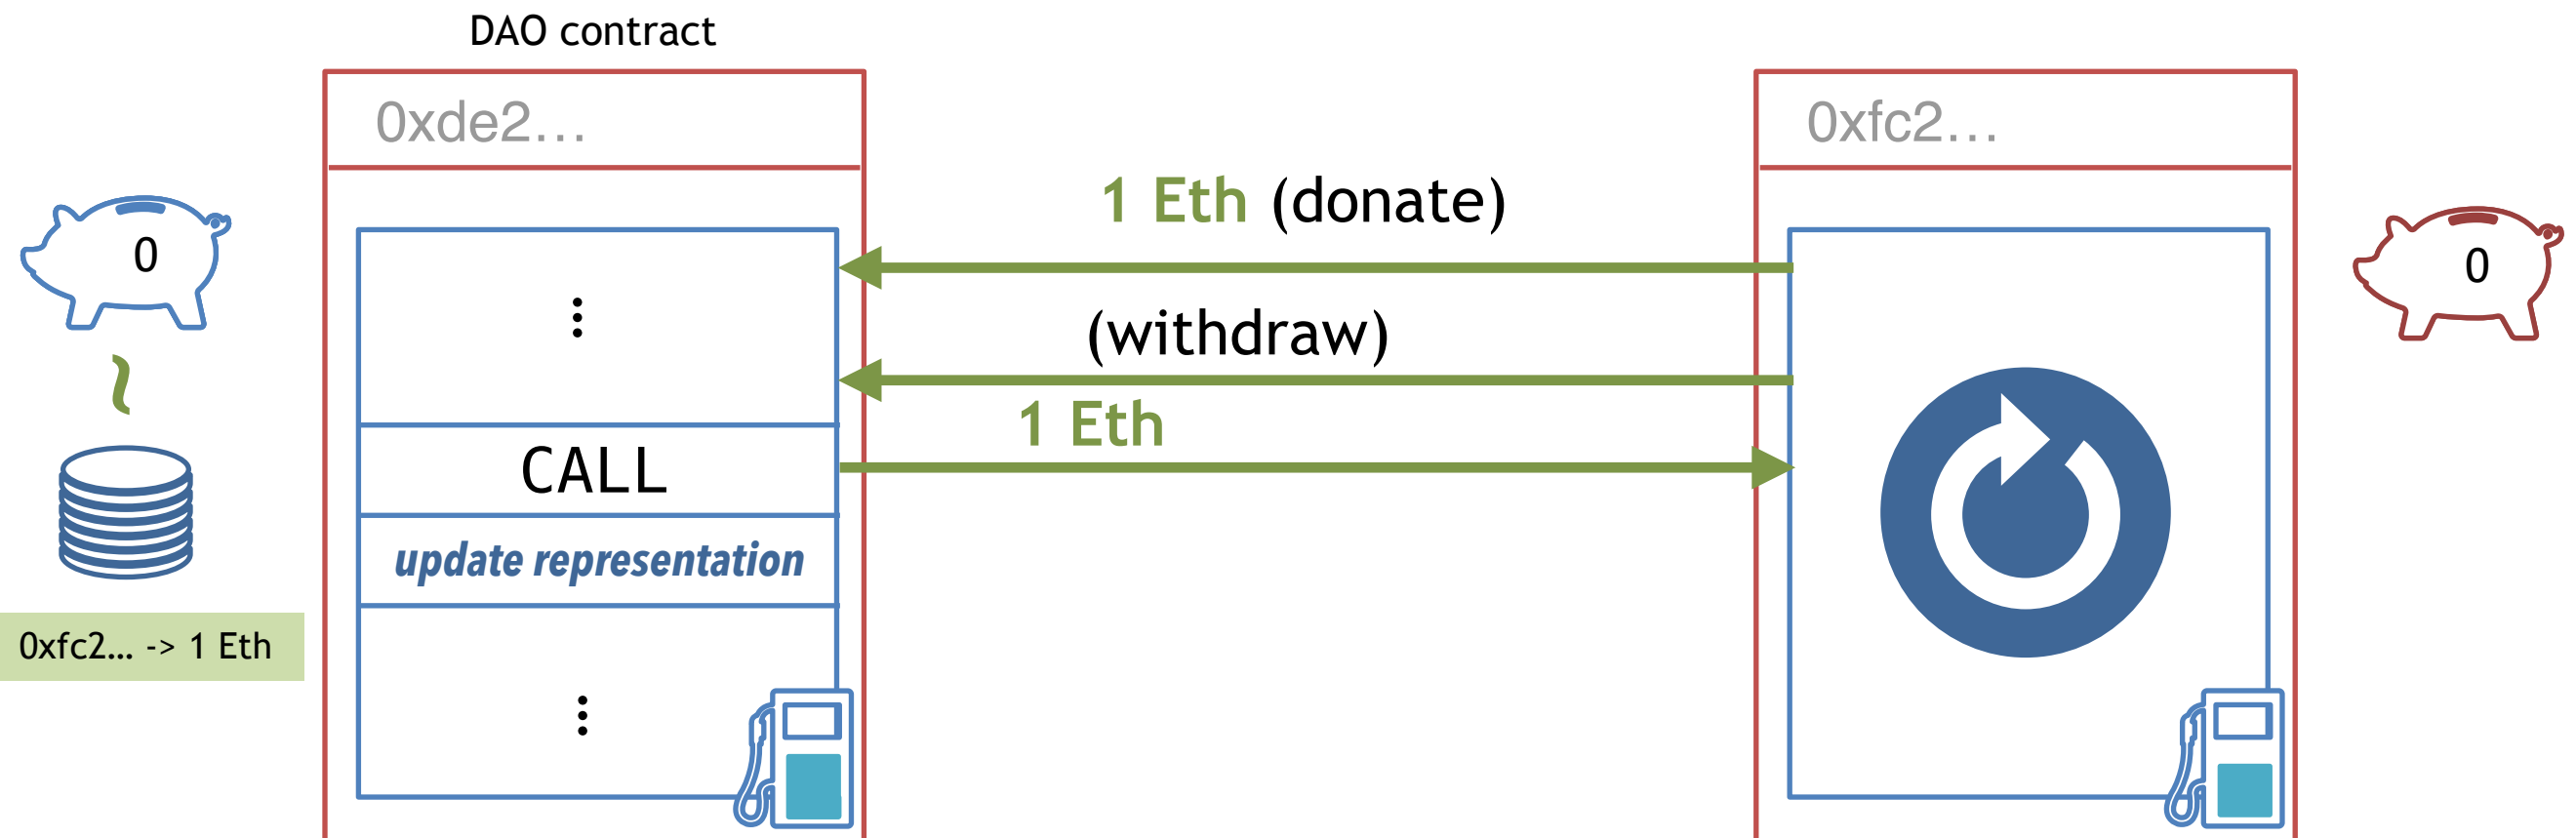 DAO contract
0xde2…
0xfc2…
1 Eth (donate)
0
0
(withdraw)
1 Eth
CALL
update representation
0xfc2… -> 1 Eth